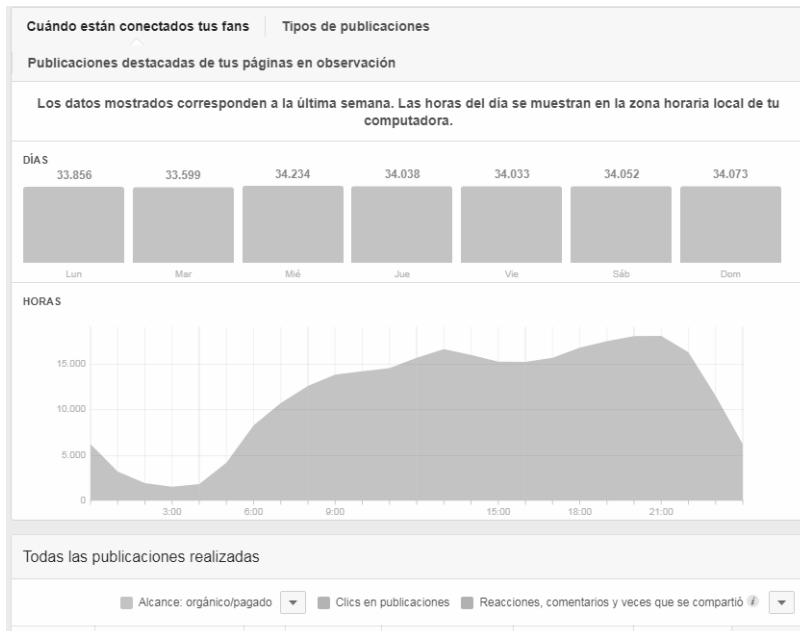 Cuándo están conectados tus fans Tipos de publicaciones
Publicaciones destacadas de tus páginas en observación
Los datos mostrados corresponden a la última semana. Las horas del día se muestran en la zona horaria local de tu
computadora.
DÍAS
33.856 33.599 34.234 34.038 34.033 34.052 34.073
Lun Mar Mié Jue Vie Sáb Dom
HORAS
15.000
10.000
5.000
0
3:00 6:00 9:00 15:00 18:00 21:00
Todas las publicaciones realizadas
Alcance: orgánico/pagado Clics en publicaciones Reacciones, comentarios y veces que se compartió i